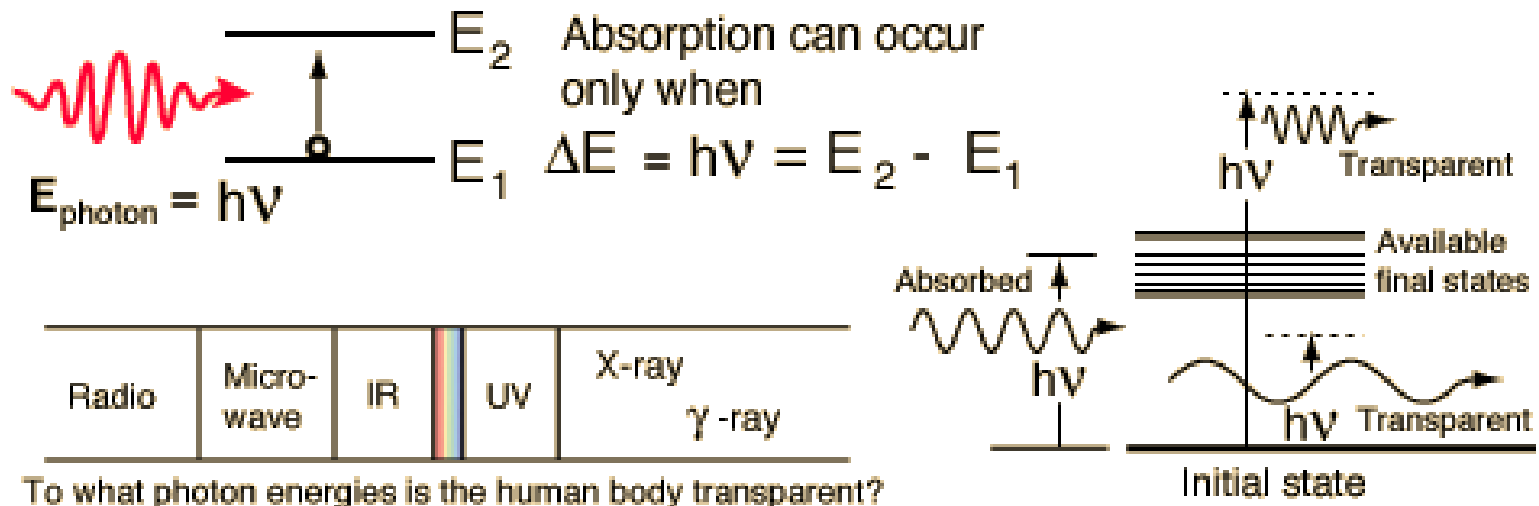 E₂
Absorption can occur
only when
E₁
ΔE = hν = E₂ - E₁
Ephoton = hν
Radio
Micro-
wave
IR
UV
X-ray
γ-ray
To what photon energies is the human body transparent?
Absorbed
hν
hν
Transparent
Available
final states
hν
Transparent
Initial state